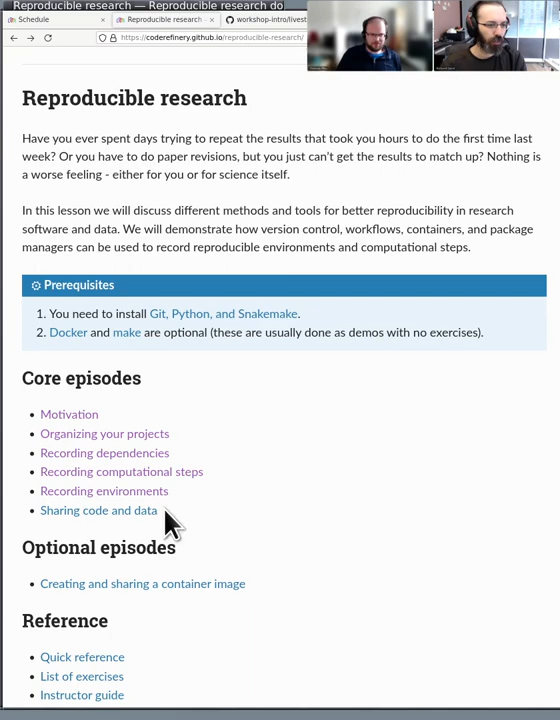 Reproducible research — Reproducible research do
Schedule
Reproducible research
workshop-intro/livest
https://coderefinery.github.io/reproducible-research/
Reproducible research
Have you ever spent days trying to repeat the results that took you hours to do the first time last
week? Or you have to do paper revisions, but you just can't get the results to match up? Nothing is
a worse feeling - either for you or for science itself.
In this lesson we will discuss different methods and tools for better reproducibility in research
software and data. We will demonstrate how version control, workflows, containers, and package
managers can be used to record reproducible environments and computational steps.
Prerequisites
1. You need to install Git, Python, and Snakemake.
2. Docker and make are optional (these are usually done as demos with no exercises).
Core episodes
• Motivation
• Organizing your projects
• Recording dependencies
• Recording computational steps
• Recording environments
• Sharing code and data
Optional episodes
• Creating and sharing a container image
Reference
• Quick reference
• List of exercises
• Instructor guide